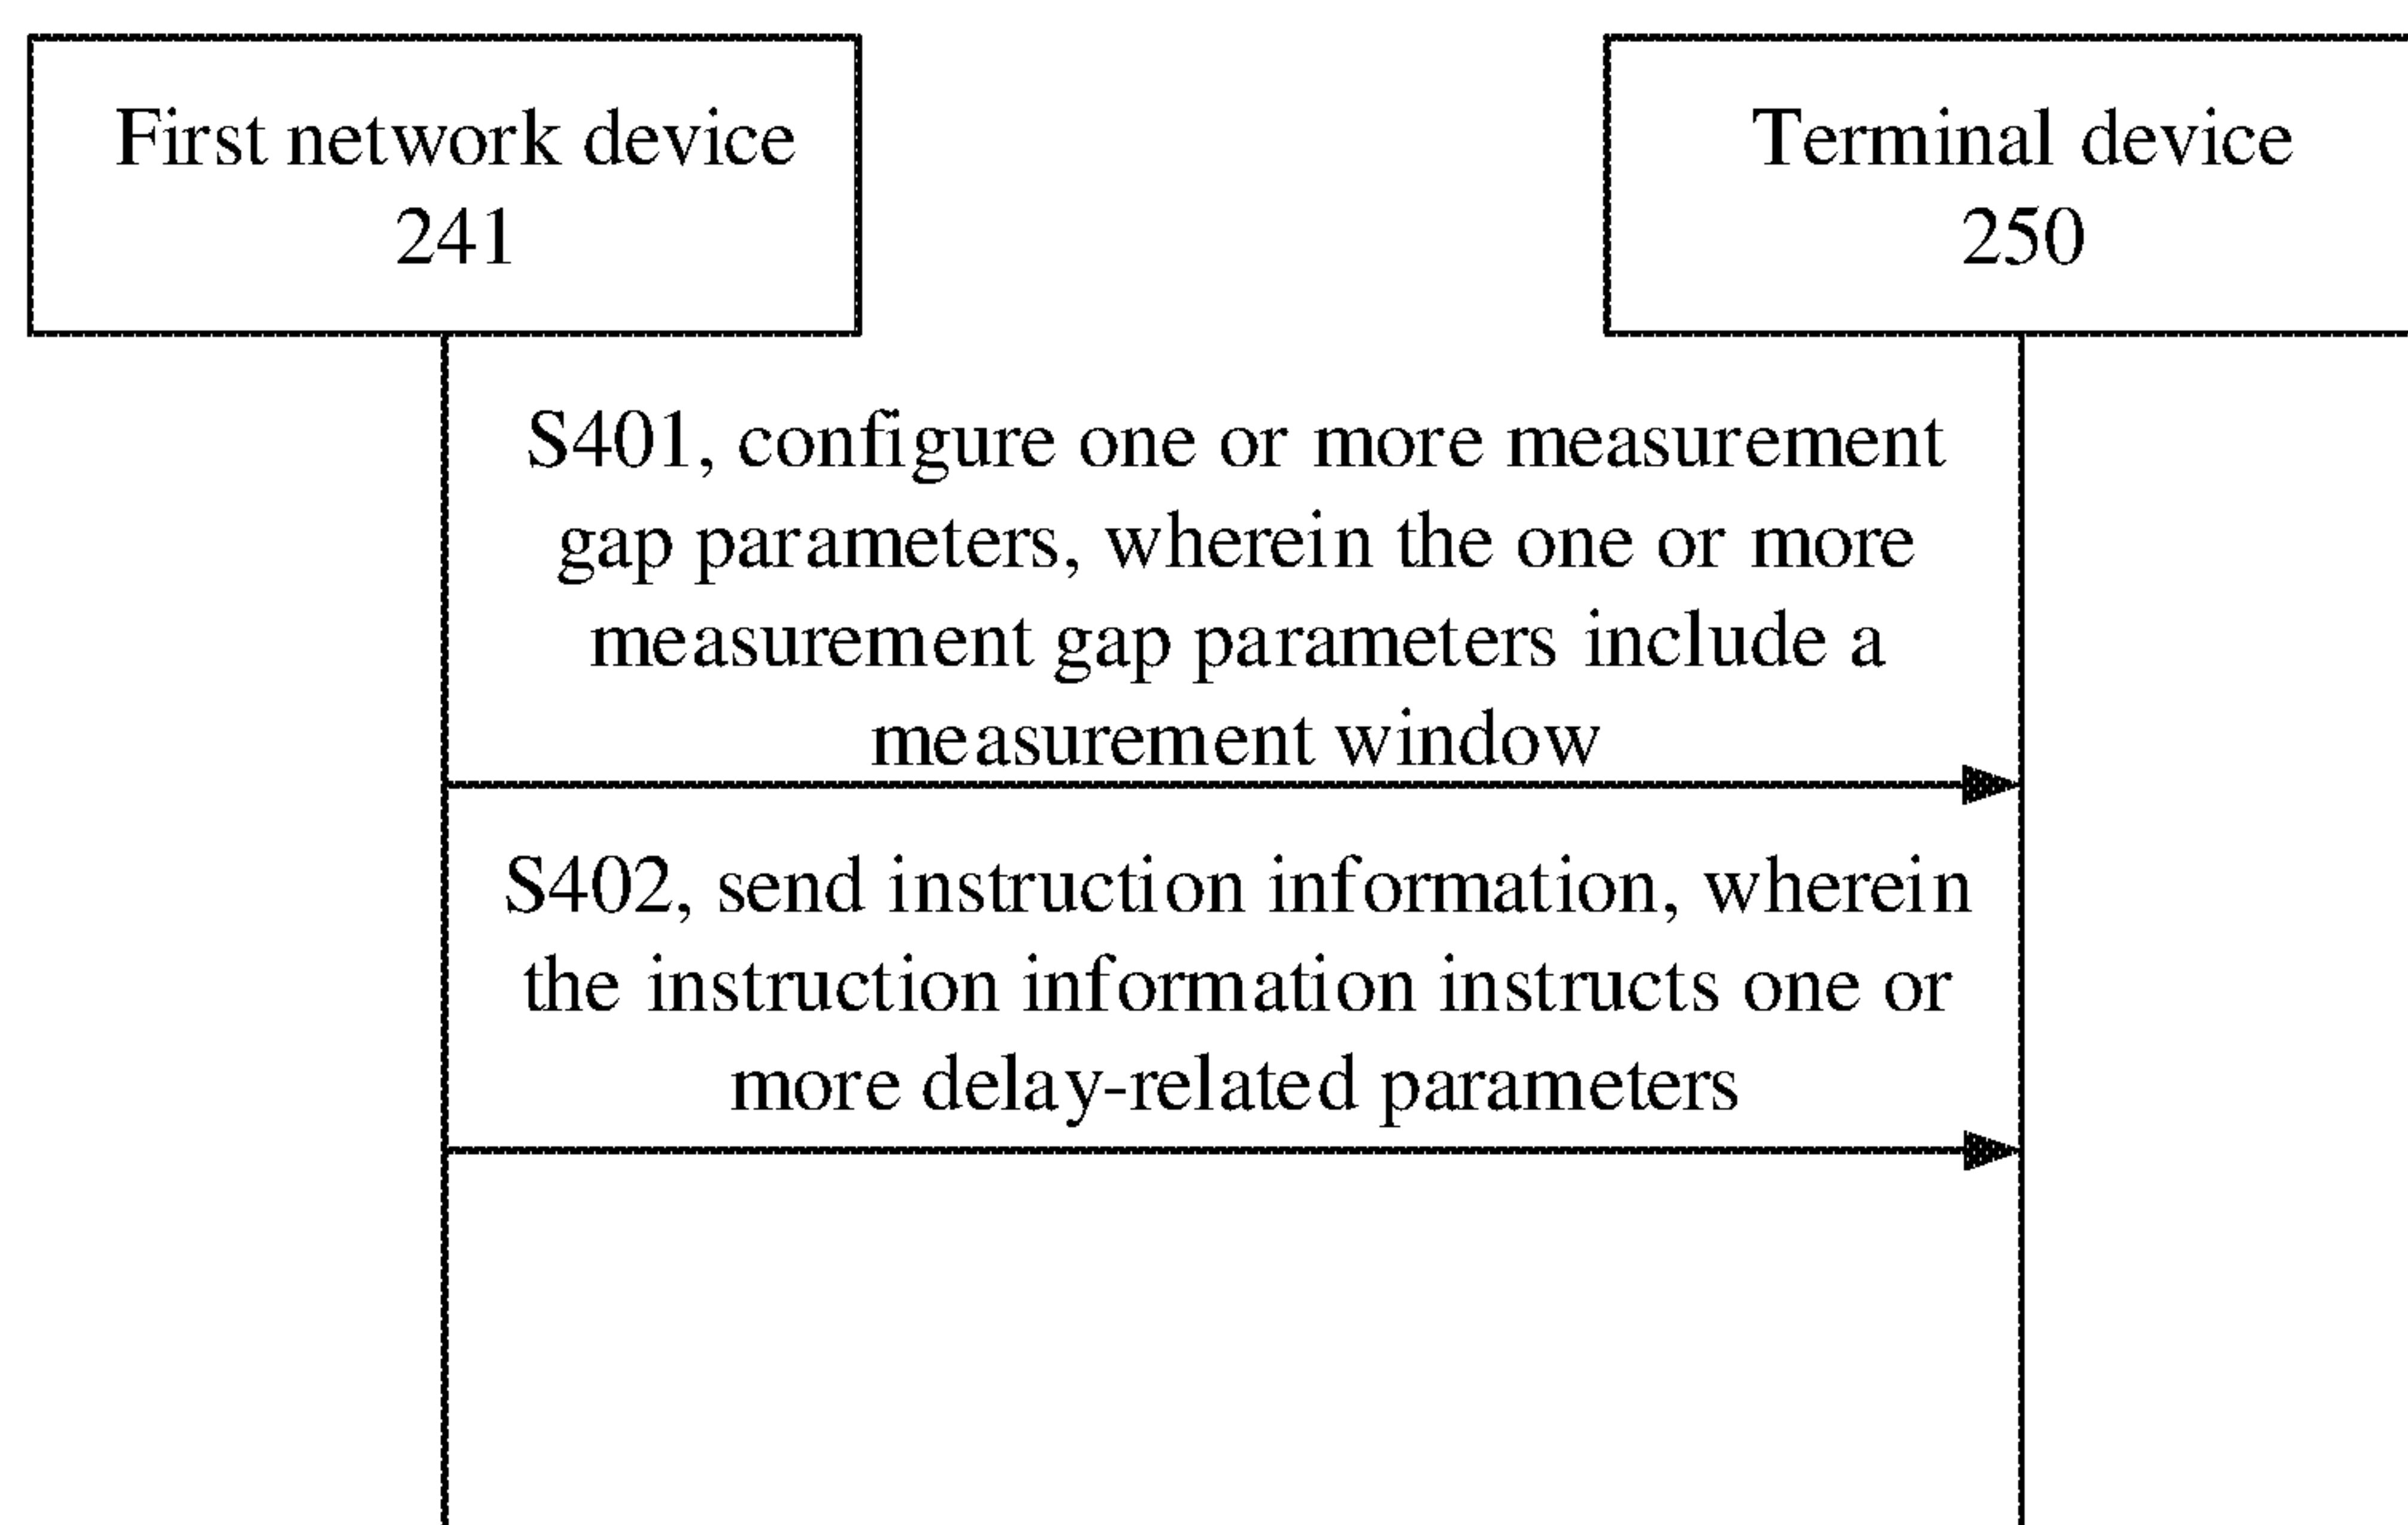 First network device
241
Terminal device
250
S401, configure one or more measurement
gap parameters, wherein the one or more
measurement gap parameters include a
measurement window
S402, send instruction information, wherein
the instruction information instructs one or
more delay-related parameters